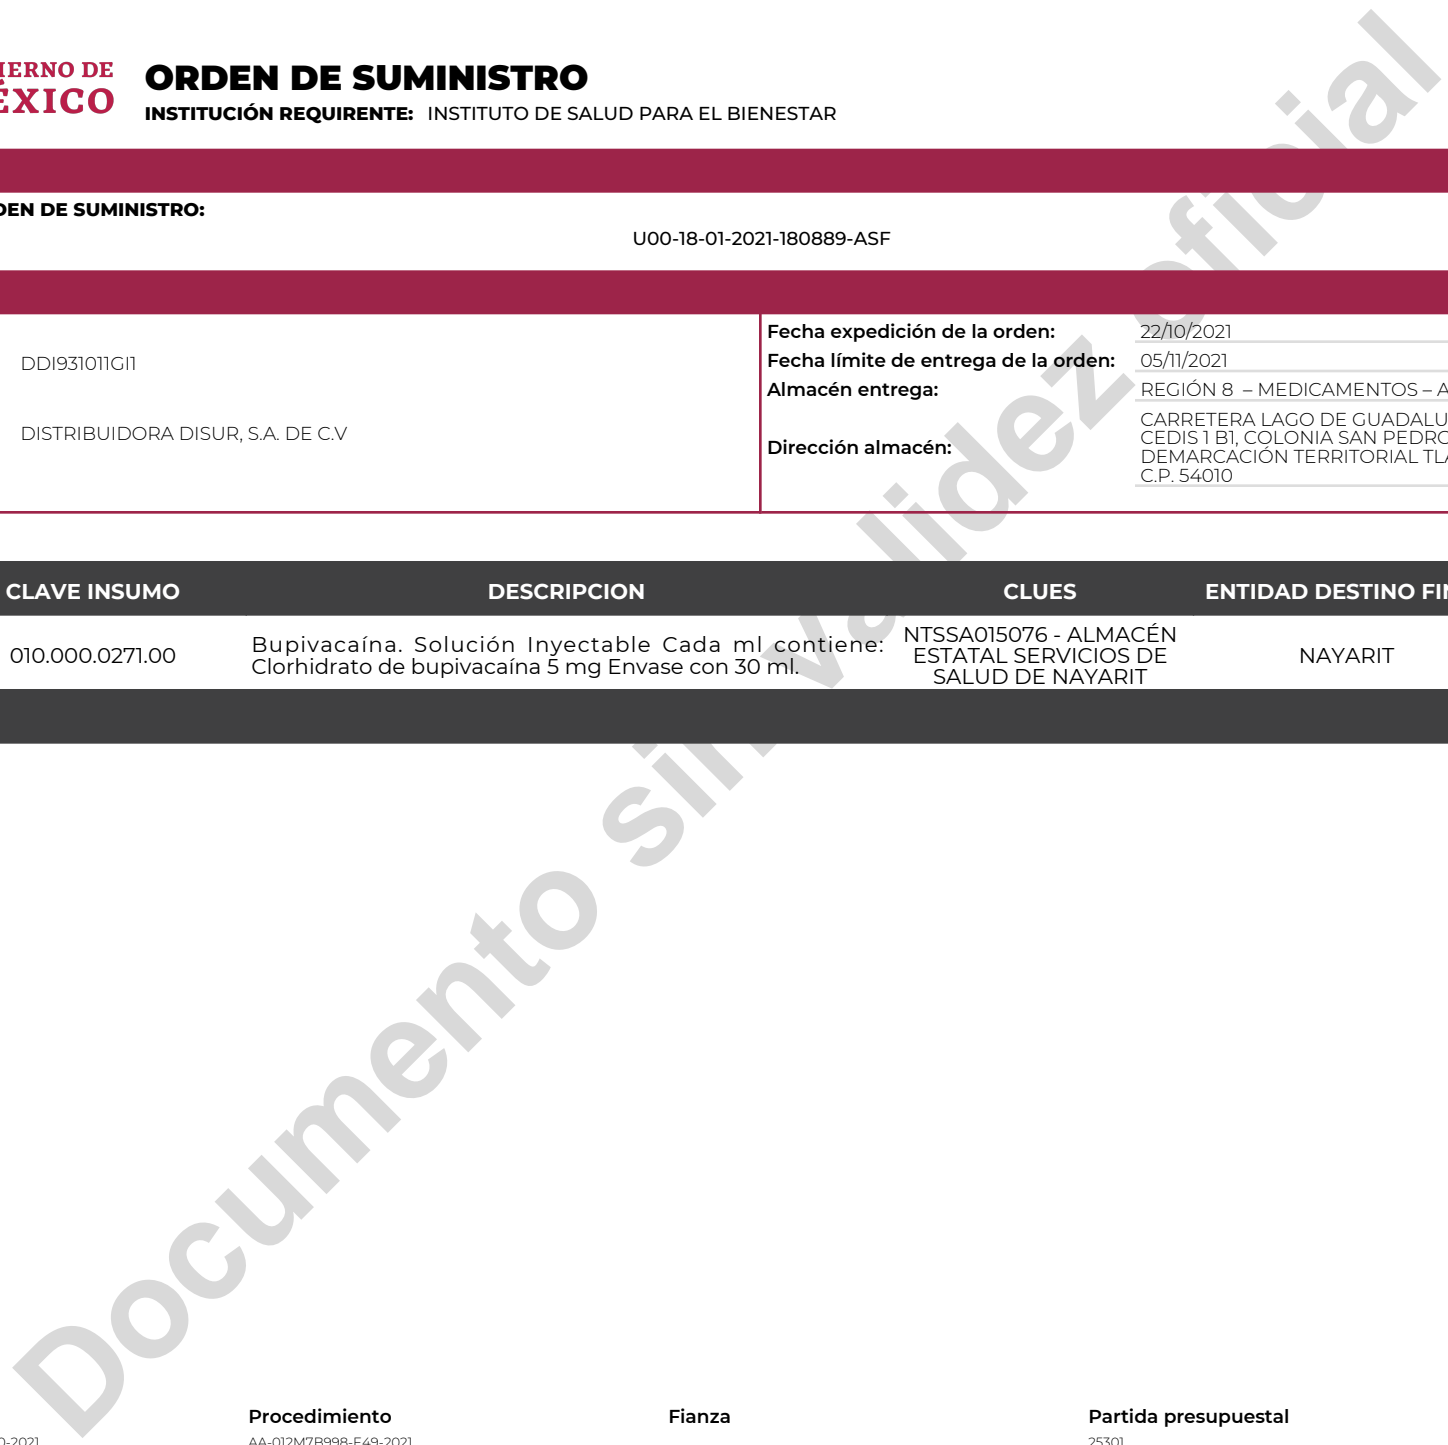 IERNO DE
ÉXICO
ORDEN DE SUMINISTRO
INSTITUCIÓN REQUIRENTE: INSTITUTO DE SALUD PARA EL BIENESTAR
DEN DE SUMINISTRO:
U00-18-01-2021-180889-ASF
DDI931011GI1
DISTRIBUIDORA DISUR, S.A. DE C.V
Fecha expedición de la orden: 22/10/2021
Fecha límite de entrega de la orden: 05/11/2021
Almacén entrega: REGIÓN 8 – MEDICAMENTOS – A
Dirección almacén:
CARRETERA LAGO DE GUADALU
CEDIS 1 B1, COLONIA SAN PEDRO
DEMARCACIÓN TERRITORIAL TLA
C.P. 54010
CLAVE INSUMO DESCRIPCION CLUES ENTIDAD DESTINO FIN
010.000.0271.00
Bupivacaína. Solución Inyectable Cada ml contiene:
Clorhidrato de bupivacaína 5 mg Envase con 30 ml.
NTSSA015076 - ALMACÉN
ESTATAL SERVICIOS DE
SALUD DE NAYARIT
NAYARIT
Documento sin validez oficial
Procedimiento Fianza Partida presupuestal
0-2021 AA-012M7B998-E49-2021 25301